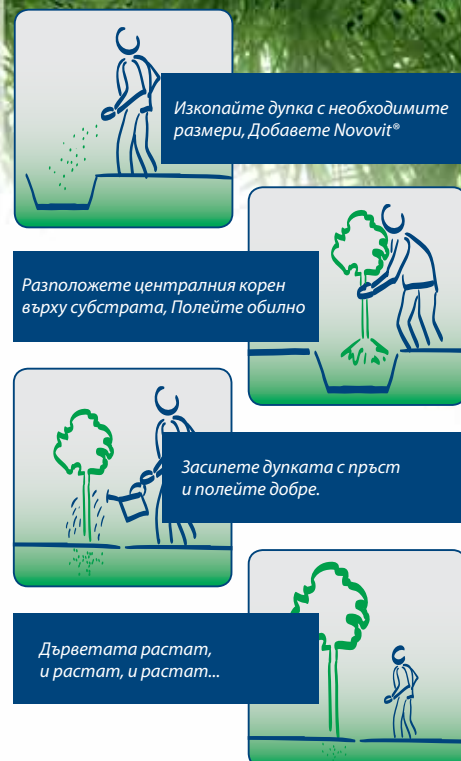 Изкопайте дупка с необходимите
размери, Добавете Novovit®
Разположете централния корен
върху субстрата, Полейте обилно
Засипете дупката с пръст
и полейте добре.
Дърветата растат,
и растат, и растат...